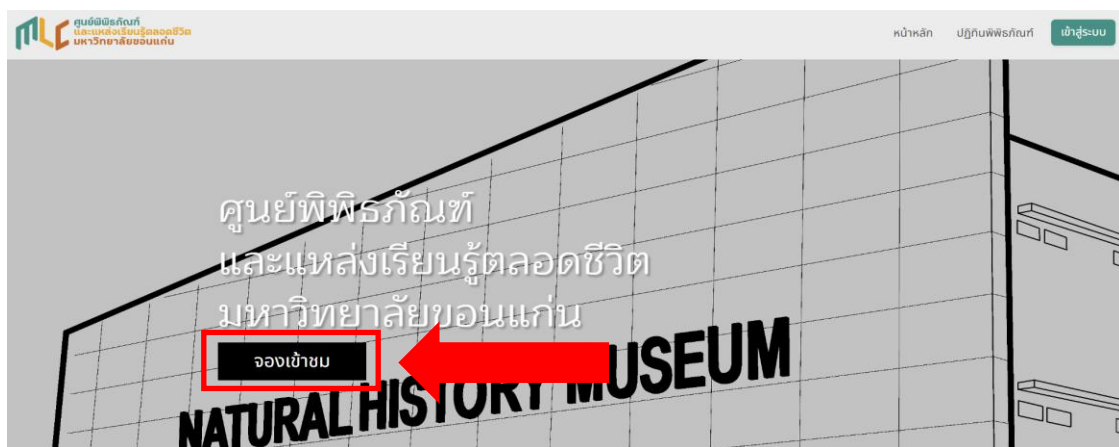 MLC
ศูนย์พิพิธภัณฑ์
และแหล่งเรียนรู้ตลอดชีวิต
มหาวิทยาลัยขอนแก่น
หน้าหลัก ปฏิทินพิพิธภัณฑ์ เข้าสู่ระบบ
ศูนย์พิพิธภัณฑ์
และแหล่งเรียนรู้ตลอดชีวิต
มหาวิทยาลัยขอนแก่น
จองเข้าชม
NATURAL HISTORY MUSEUM